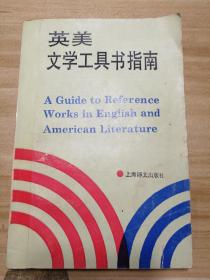 英美
文学工具书指南
A Guide to Reference
Works in English and
American Literature
上海译文出版社